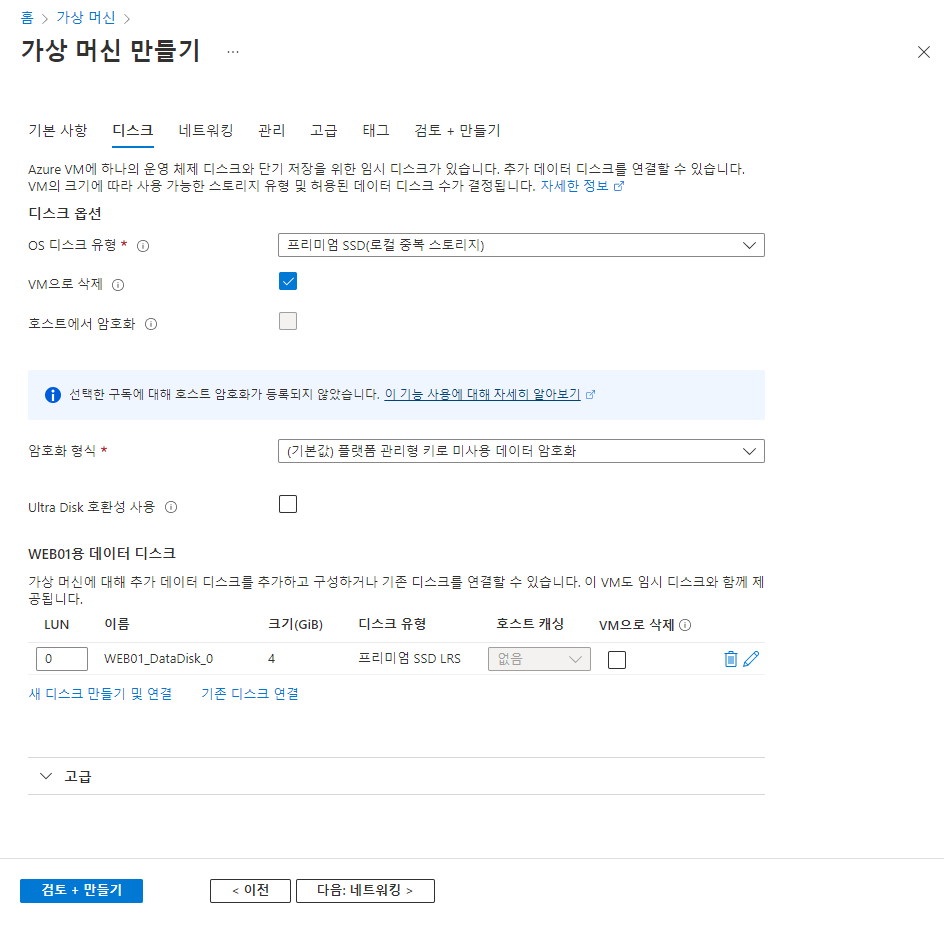 홈 > 가상 머신 >
가상 머신 만들기 ...
기본 사항 디스크 네트워킹 관리 고급 태그 검토 + 만들기
Azure VM에 하나의 운영 체제 디스크와 단기 저장을 위한 임시 디스크가 있습니다. 추가 데이터 디스크를 연결할 수 있습니다.
VM의 크기에 따라 사용 가능한 스토리지 유형 및 허용된 데이터 디스크 수가 결정됩니다. 자세한 정보
디스크 옵션
OS 디스크 유형 * 프리미엄 SSD(로컬 중복 스토리지)
VM으로 삭제
호스트에서 암호화
선택한 구독에 대해 호스트 암호화가 등록되지 않았습니다. 이 기능 사용에 대해 자세히 알아보기
암호화 형식 * (기본값) 플랫폼 관리형 키로 미사용 데이터 암호화
Ultra Disk 호환성 사용
WEB01용 데이터 디스크
가상 머신에 대해 추가 데이터 디스크를 추가하고 구성하거나 기존 디스크를 연결할 수 있습니다. 이 VM도 임시 디스크와 함께 제
공됩니다.
LUN 이름 크기(GiB) 디스크 유형 호스트 캐싱 VM으로 삭제
0 WEB01_DataDisk_0 4 프리미엄 SSD LRS 없음
새 디스크 만들기 및 연결 기존 디스크 연결
고급
검토 + 만들기 < 이전 다음: 네트워킹 >